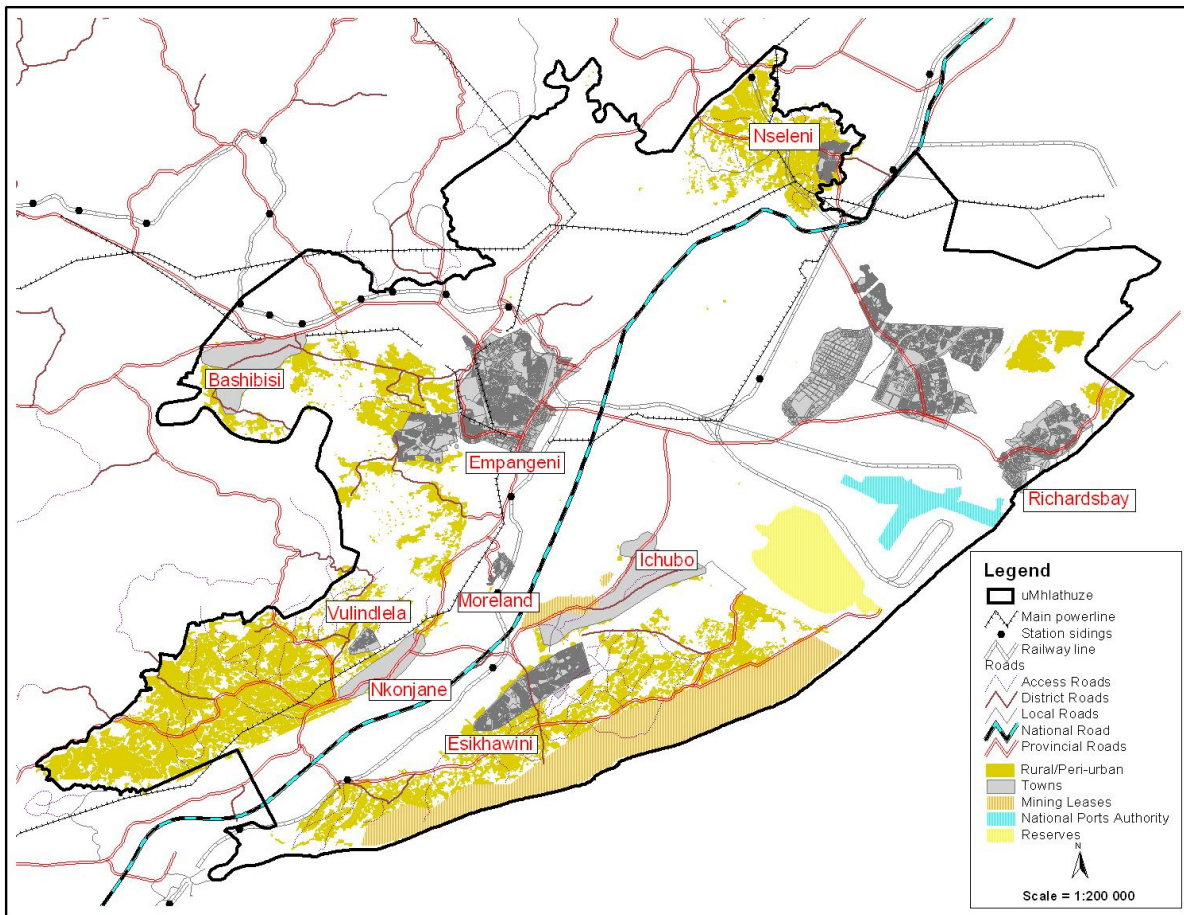 Nseleni
Bashibisi
Empangeni
Richardsbay
Ichubo
Moreland
Vulindlela
Nkonjane
Esikhawini
Legend
uMhlathuze
Main powerline
Station sidings
Railway line
Roads
Access Roads
District Roads
Local Roads
National Road
Provincial Roads
Rural/Peri-urban
Towns
Mining Leases
National Ports Authority
Reserves
N
Scale = 1:200 000